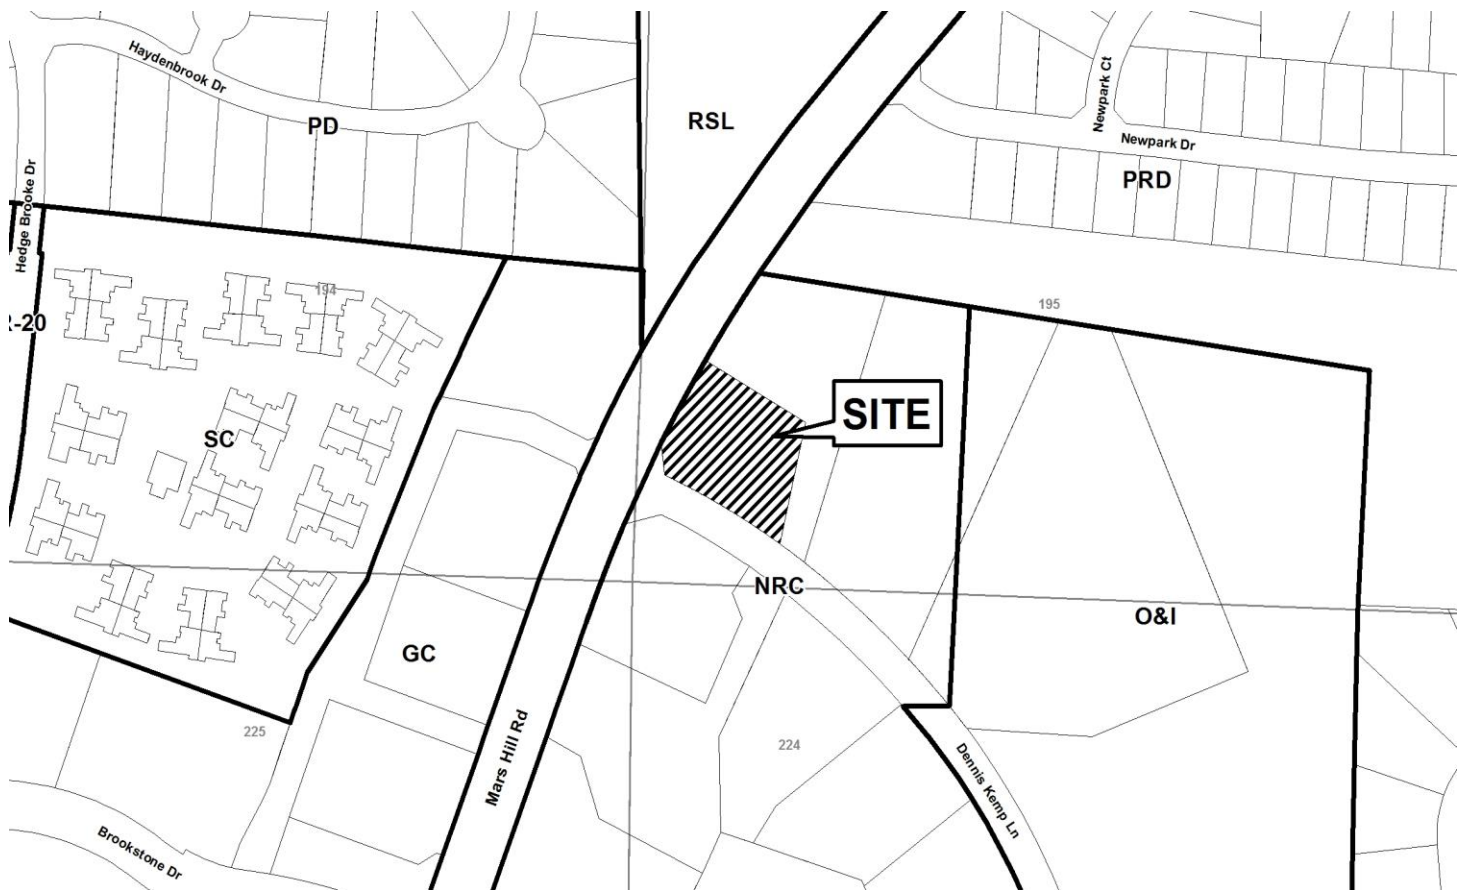 Haydenbrook Dr
PD
RSL
Newpark Ct
Newpark Dr
PRD
Hedge Brooke Dr
194
195
-20
SITE
SC
NRC
O&I
GC
225
224
Mars Hill Rd
Dennis Kemp Ln
Brookstone Dr